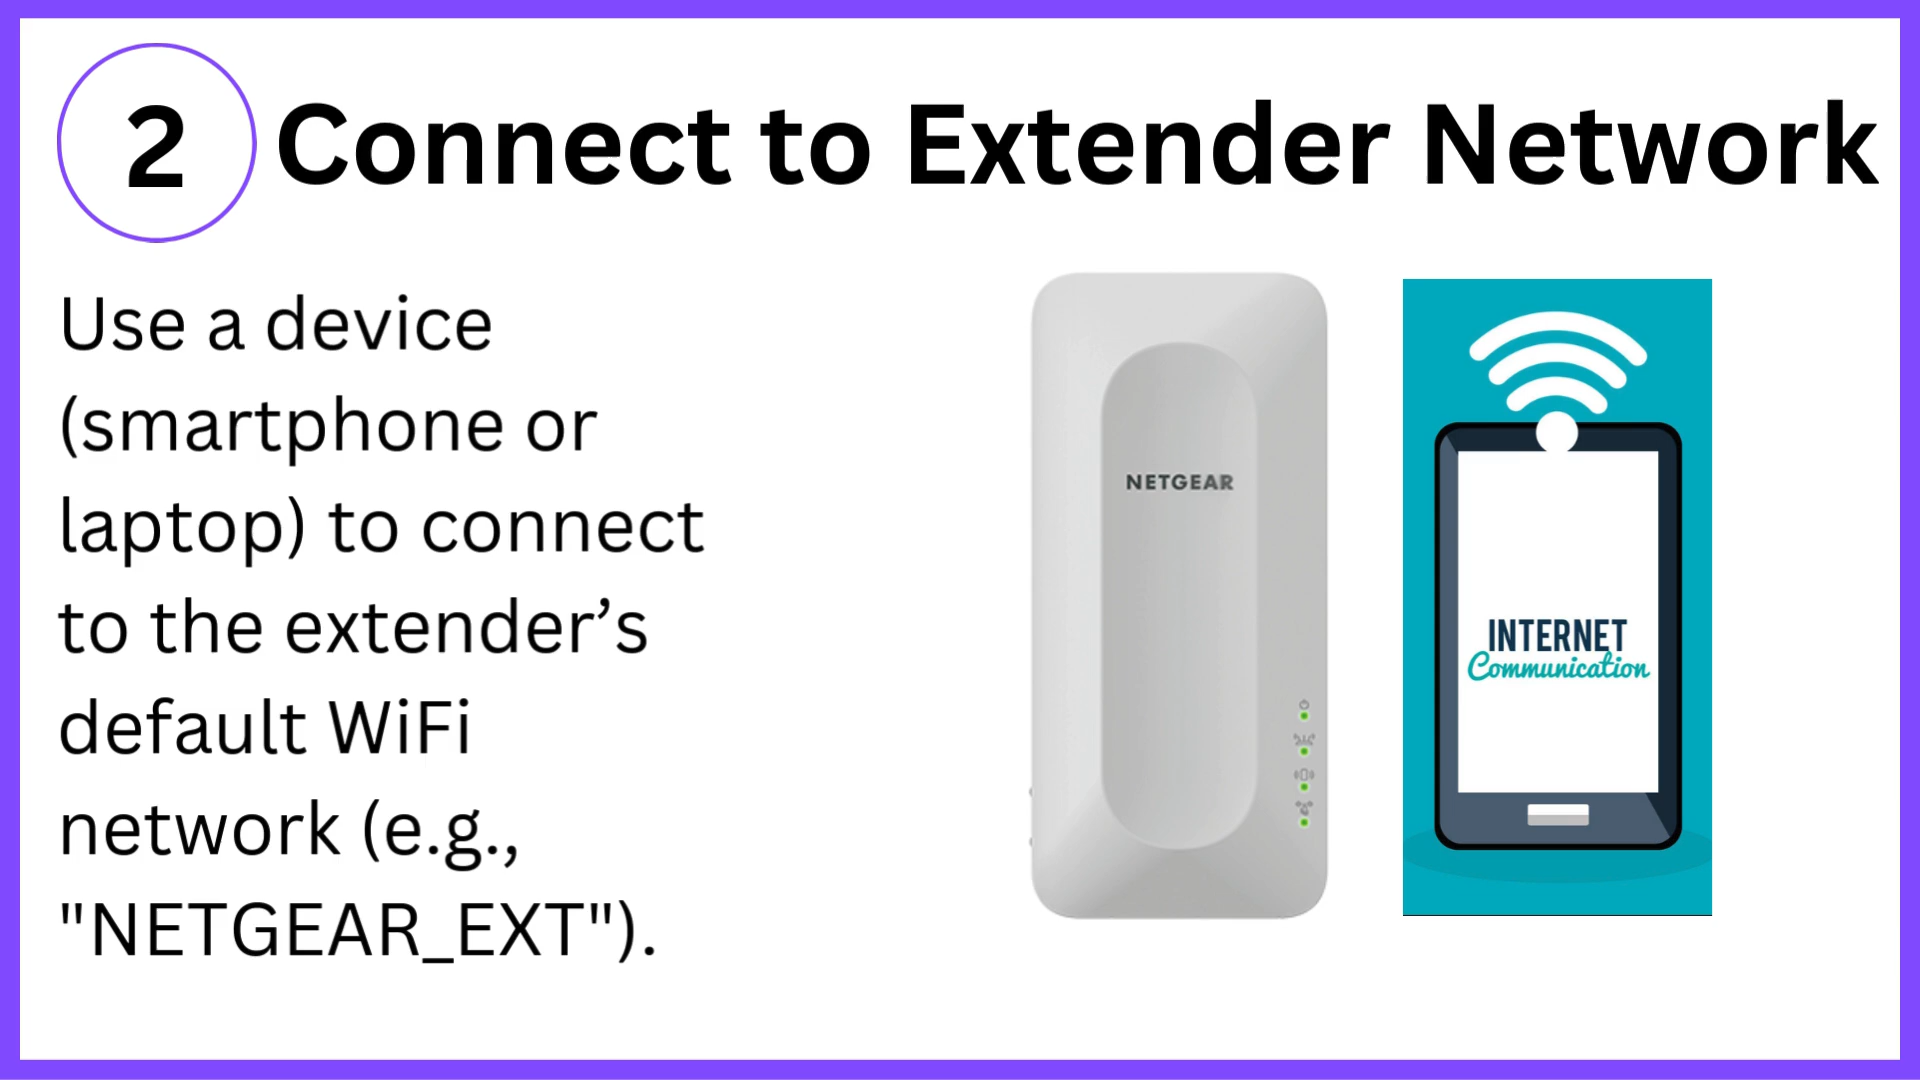 2 Connect to Extender Network
Use a device
(smartphone or
laptop) to connect
to the extender’s
default WiFi
network (e.g.,
"NETGEAR_EXT").
NETGEAR
INTERNET
Communication